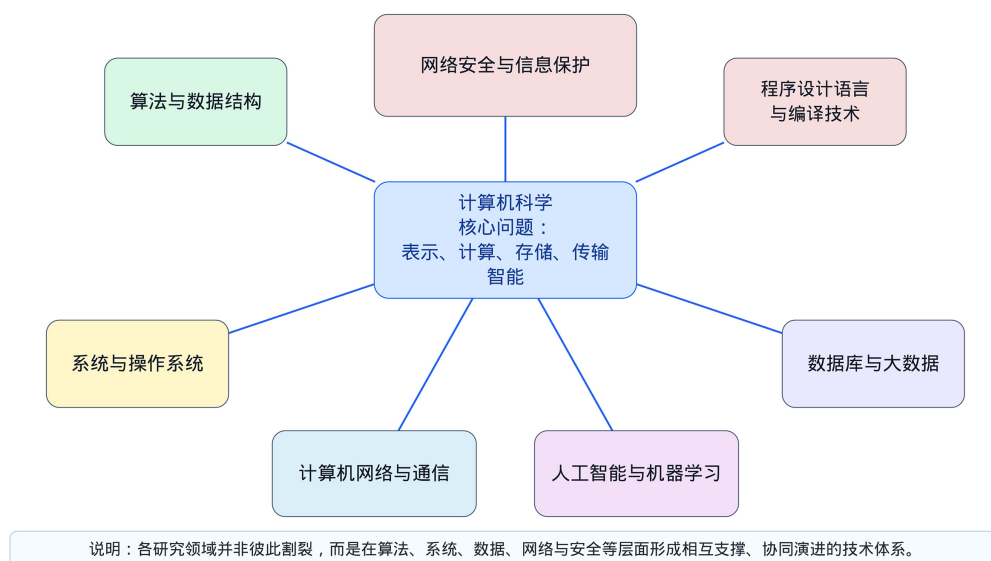 网络安全与信息保护
算法与数据结构
程序设计语言
与编译技术
计算机科学
核心问题：
表示、计算、存储、传输
智能
系统与操作系统
数据库与大数据
计算机网络与通信
人工智能与机器学习
说明：各研究领域并非彼此割裂，而是在算法、系统、数据、网络与安全等层面形成相互支撑、协同演进的技术体系。